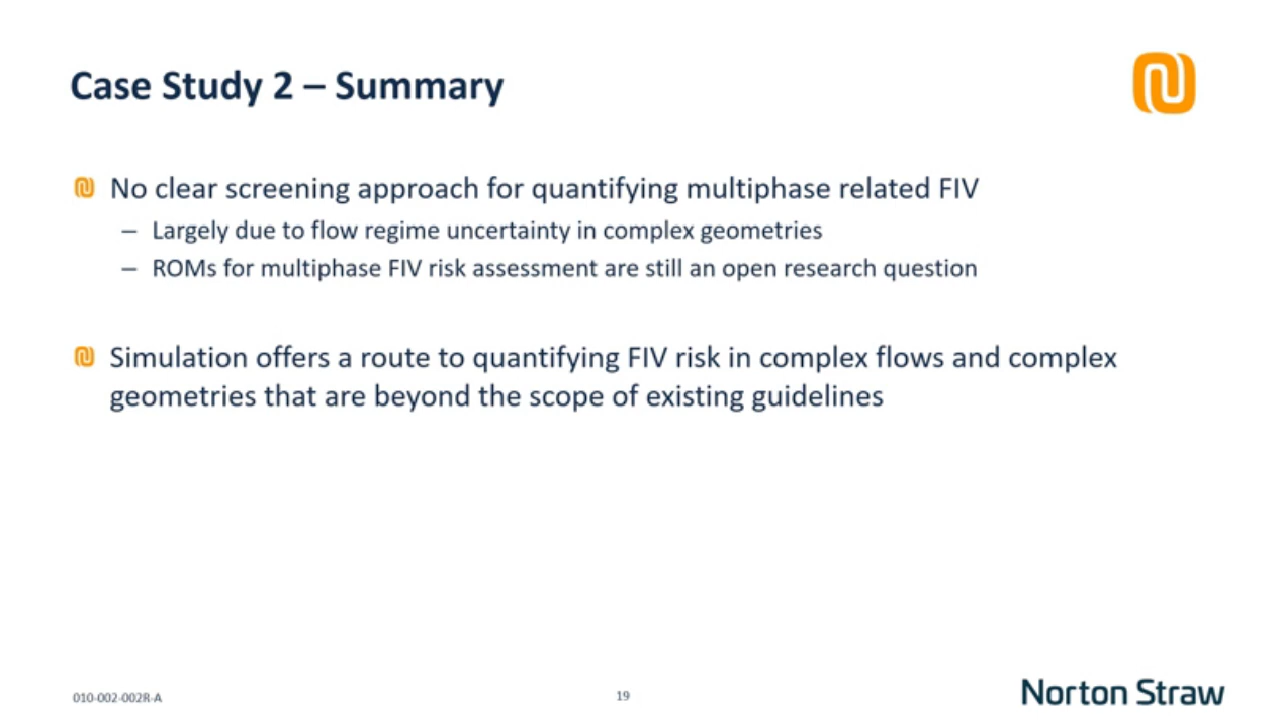 Case Study 2 – Summary
No clear screening approach for quantifying multiphase related FIV
– Largely due to flow regime uncertainty in complex geometries
– ROMs for multiphase FIV risk assessment are still an open research question
Simulation offers a route to quantifying FIV risk in complex flows and complex
geometries that are beyond the scope of existing guidelines
010-002-002R-A
19
Norton Straw